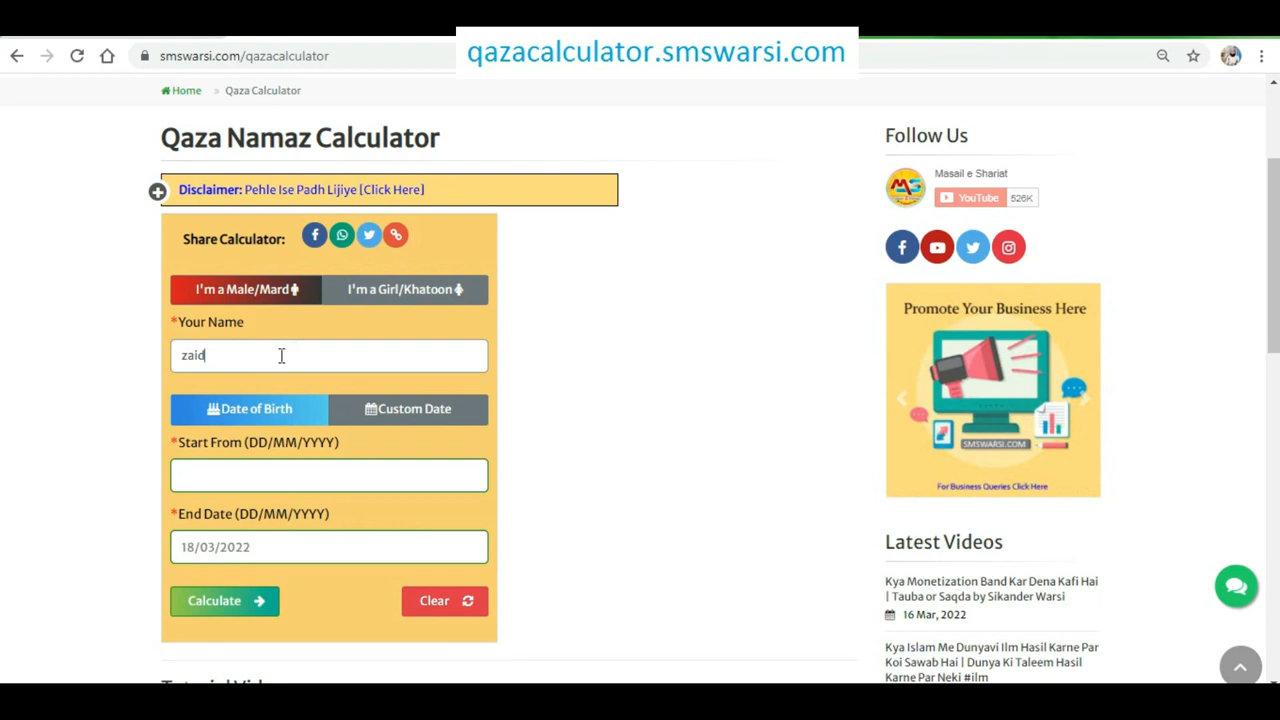 qazacalculator.smswarsi.com
smswarsi.com/qazacalculator
Home » Qaza Calculator
Qaza Namaz Calculator
Disclaimer: Pehle Ise Padh Lijiye [Click Here]
Share Calculator:
I'm a Male/Mard
I'm a Girl/Khatoon
*Your Name
zaid
Date of Birth
Custom Date
*Start From (DD/MM/YYYY)
*End Date (DD/MM/YYYY)
18/03/2022
Calculate
Clear
Follow Us
Masail e Shariat
YouTube 526K
Promote Your Business Here
SMSWARSI.COM
For Business Queries Click Here
Latest Videos
Kya Monetization Band Kar Dena Kafi Hai
| Tauba or Saqda by Sikander Warsi
16 Mar, 2022
Kya Islam Me Dunyavi Ilm Hasil Karne Par
Koi Sawab Hai | Dunya Ki Taleem Hasil
Karne Par Neki #ilm